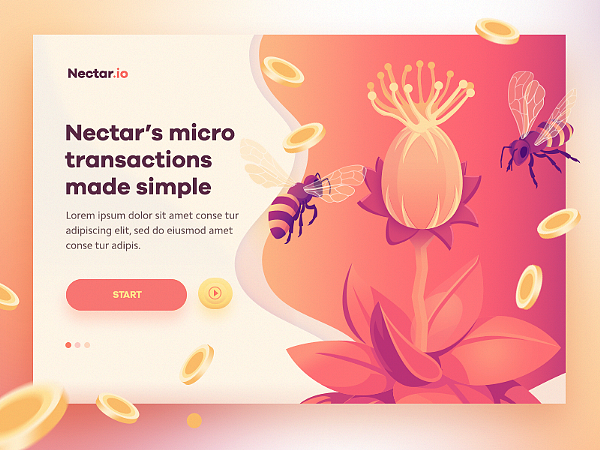 Nectar.io
Nectar's micro
transactions
made simple
Lorem ipsum dolor sit amet conse tur
adipiscing elit, sed do eiusmod amet
conse tur adipis.
START